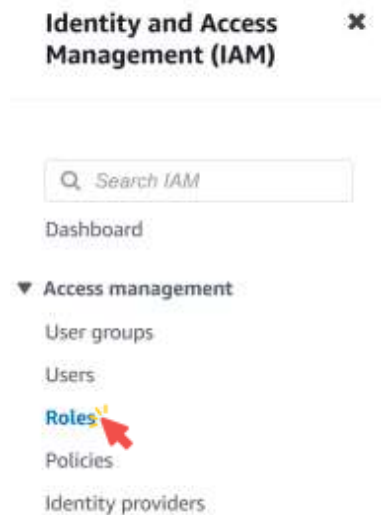 Identity and Access
Management (IAM)
Search IAM
Dashboard
Access management
User groups
Users
Roles
Policies
Identity providers